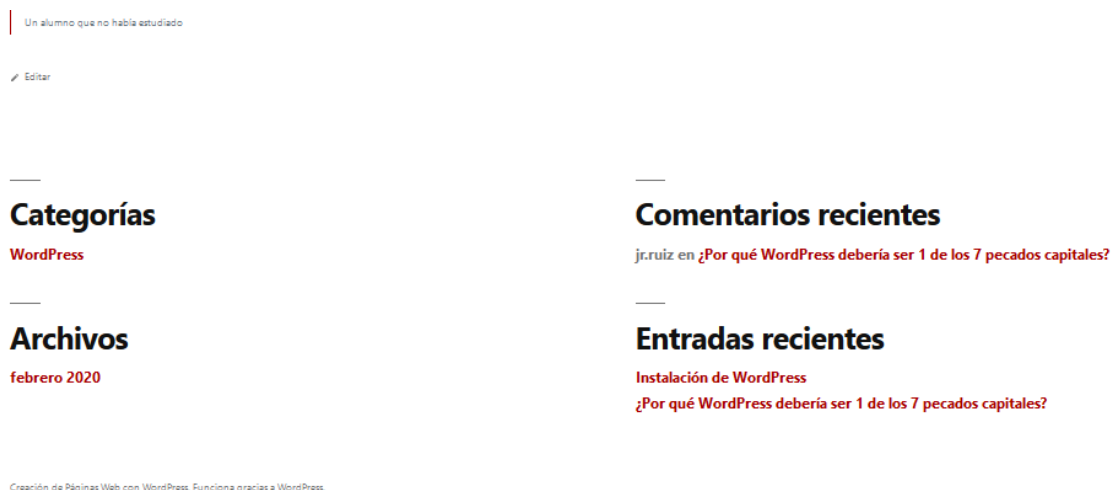 Un alumno que no había estudiado
Editar
Categorías
WordPress
Comentarios recientes
jr.ruiz en ¿Por qué WordPress debería ser 1 de los 7 pecados capitales?
Archivos
febrero 2020
Entradas recientes
Instalación de WordPress
¿Por qué WordPress debería ser 1 de los 7 pecados capitales?
Creación de Páginas Web con WordPress, Funciona gracias a WordPress.